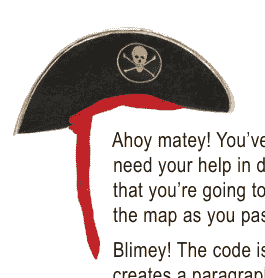 Ahoy matey! You've
need your help in d
that you're going to
the map as you pas
Blimey! The code is
creates a paragrap